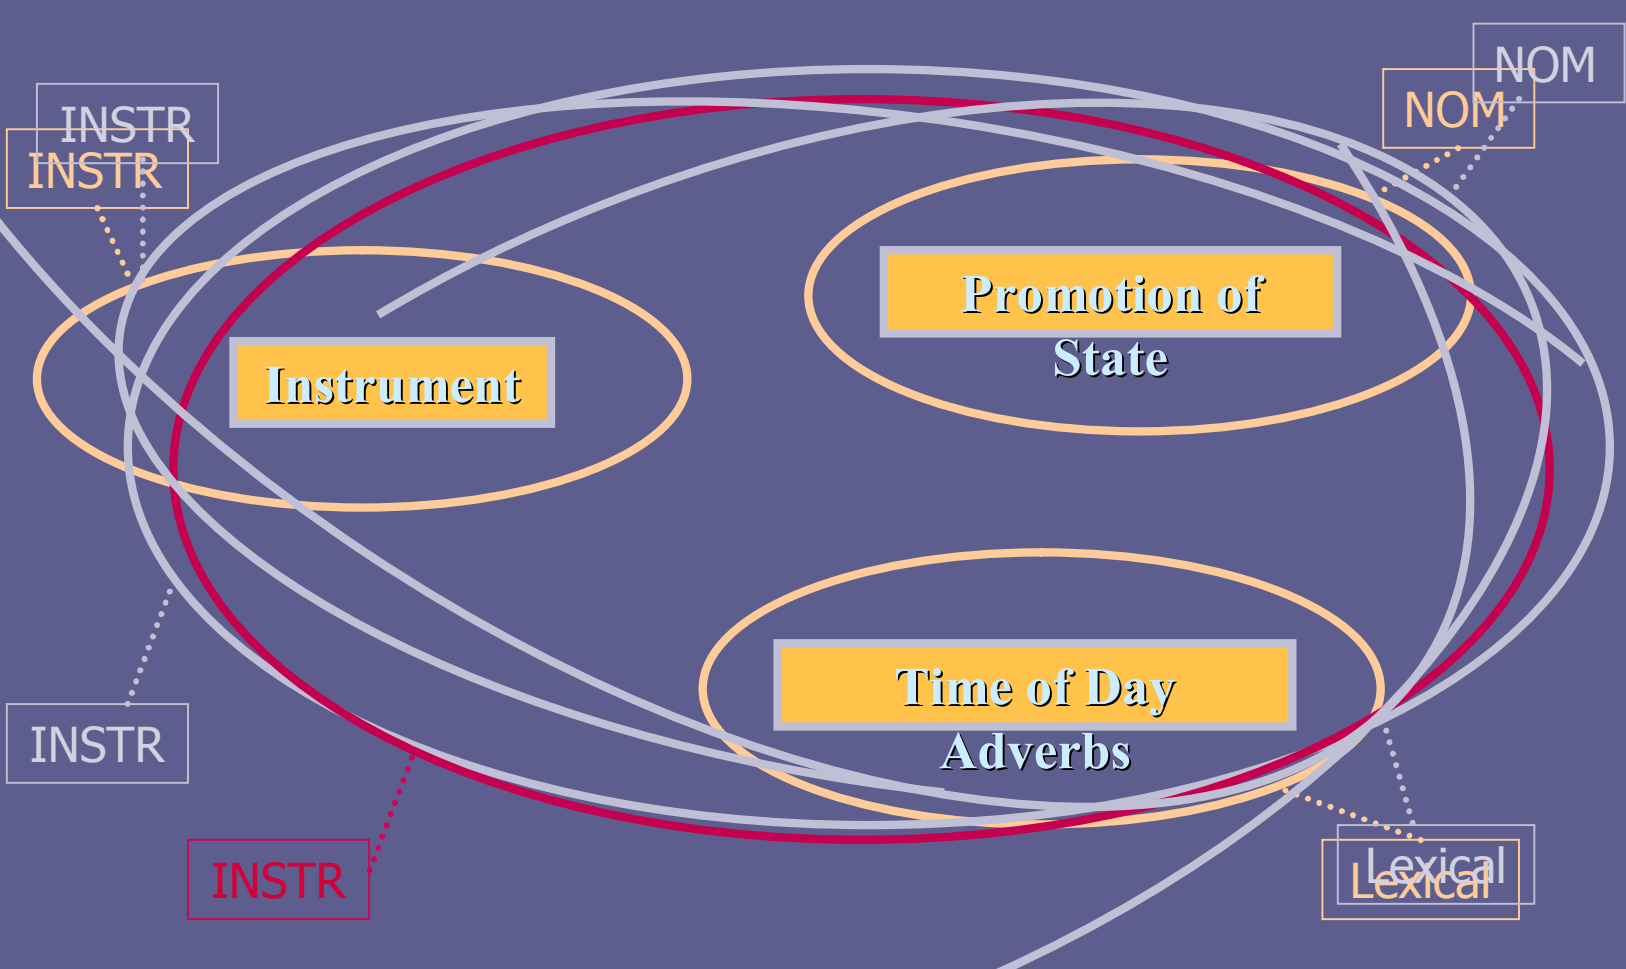 NOM
NOM
INSTR
INSTR
Promotion of
State
Instrument
Time of Day
Adverbs
INSTR
INSTR
Lexical
Lexical